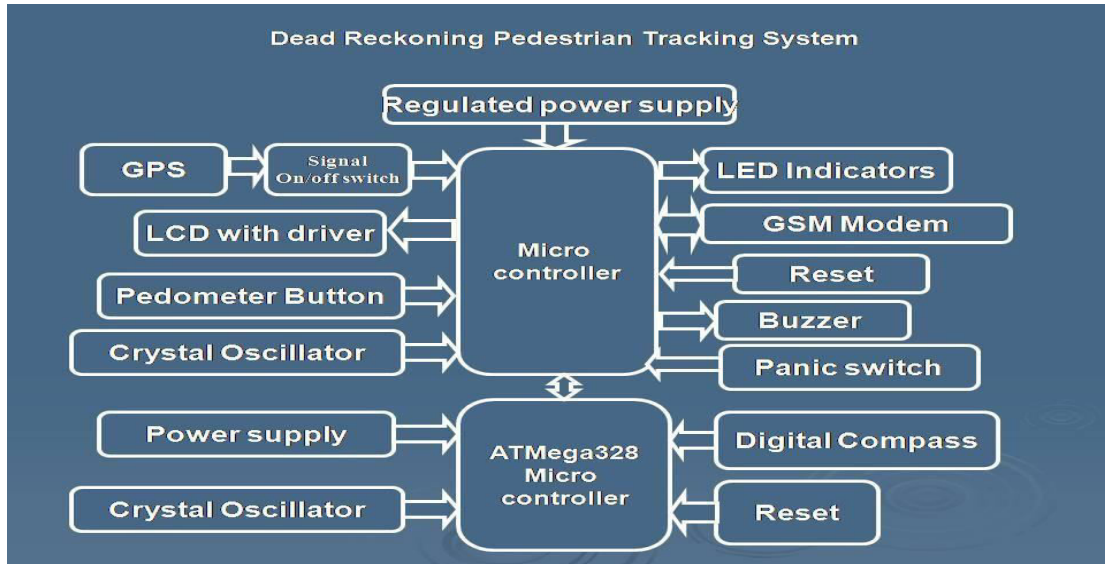 Dead Reckoning Pedestrian Tracking System
Regulated power supply
GPS
Signal
On/off switch
LED Indicators
LCD with driver
GSM Modem
Micro
controller
Pedometer Button
Reset
Crystal Oscillator
Buzzer
Panic switch
Power supply
ATMega328
Micro
controller
Digital Compass
Crystal Oscillator
Reset